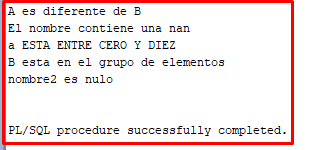 A es diferente de B
El nombre contiene una nan
a ESTA ENTRE CERO Y DIEZ
B esta en el grupo de elementos
nombre2 es nulo
PL/SQL procedure successfully completed.